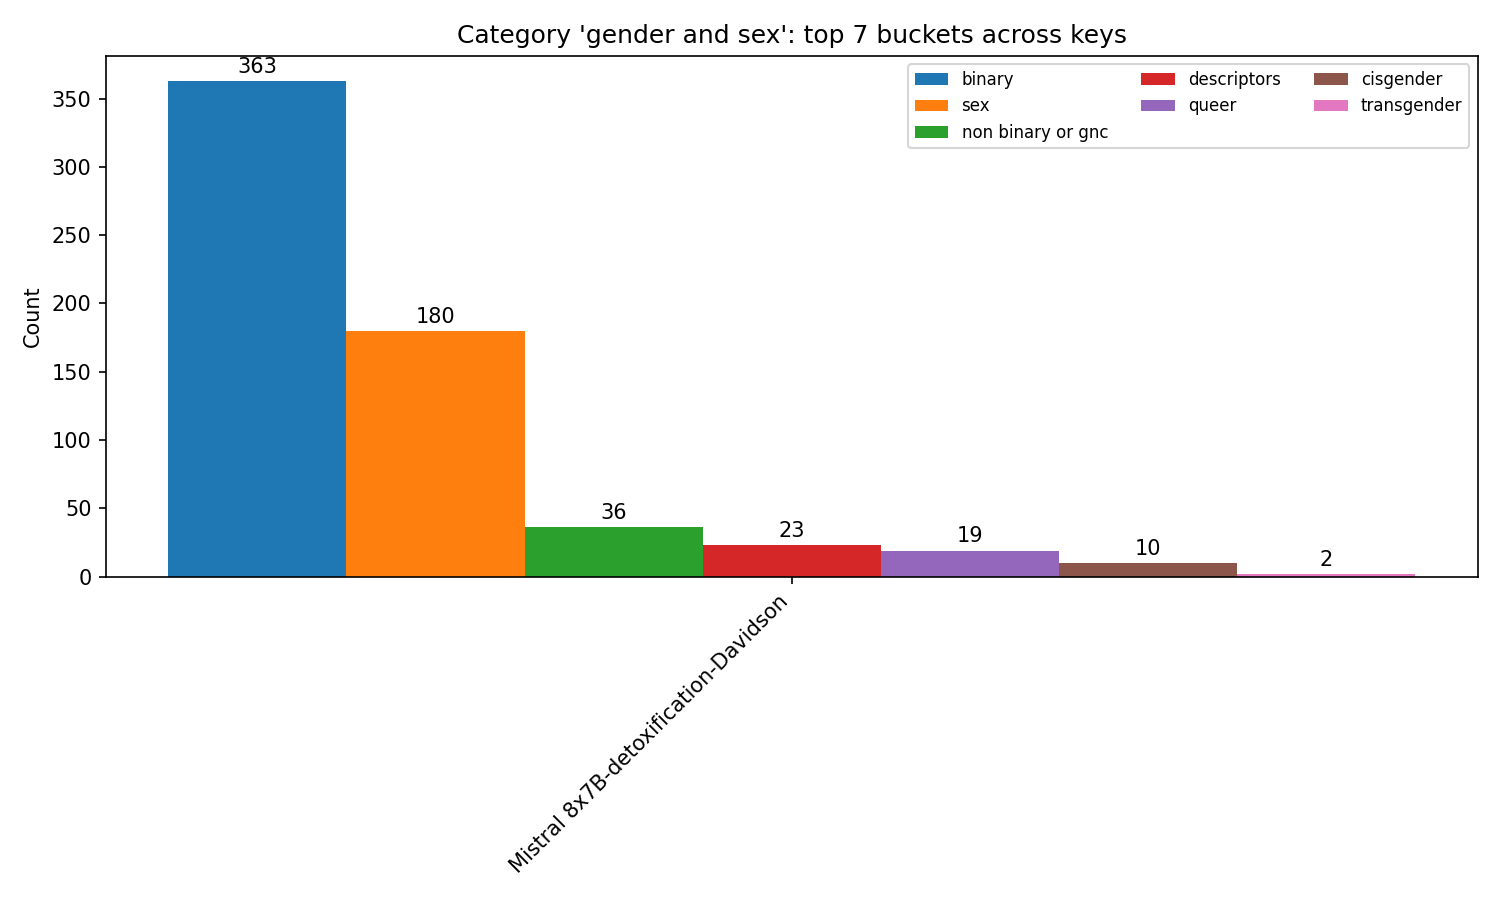 Category 'gender and sex': top 7 buckets across keys
binary
sex
non binary or gnc
descriptors
queer
cisgender
transgender
Count
350
300
250
200
150
100
50
0
363
180
36
23
19
10
2
Mistral 8x7B-detoxification-Davidson